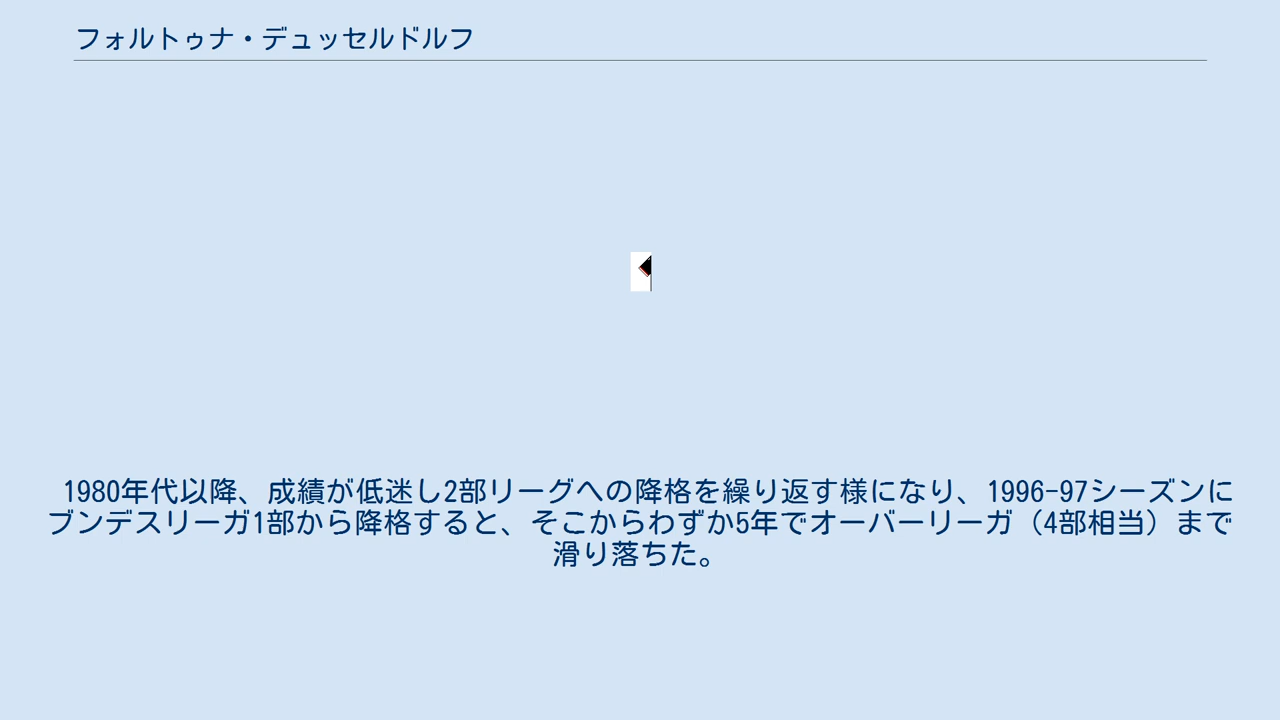 フォルトゥナ・デュッセルドルフ
1980年代以降、成績が低迷し2部リーグへの降格を繰り返す様になり、1996-97シーズンに
ブンデスリーガ1部から降格すると、そこからわずか5年でオーバーリーガ（4部相当）まで
滑り落ちた。